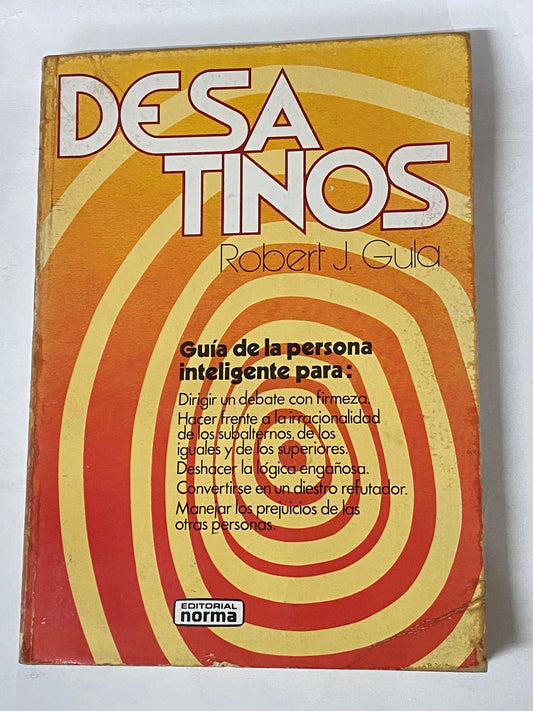 DESA
TINOS
Robert J. Gula
Guía de la persona
inteligente para:
Dirigir un debate con firmeza.
Hacer frente a la irracionalidad
de los subalternos, de los
iguales y de los superiores.
Deshacer la lógica engañosa.
Convertirse en un diestro refutador.
Manejar los prejuicios de las
otras personas.
EDITORIAL
norma